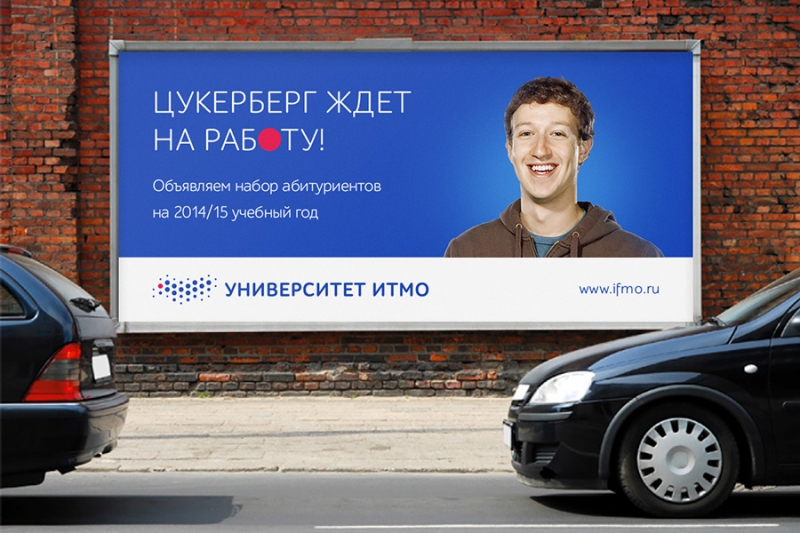 ЦУКЕРБЕРГ ЖДЕТ
НА РАБОТУ!
Объявляем набор абитуриентов
на 2014/15 учебный год
УНИВЕРСИТЕТ ИТМО
www.ifmo.ru